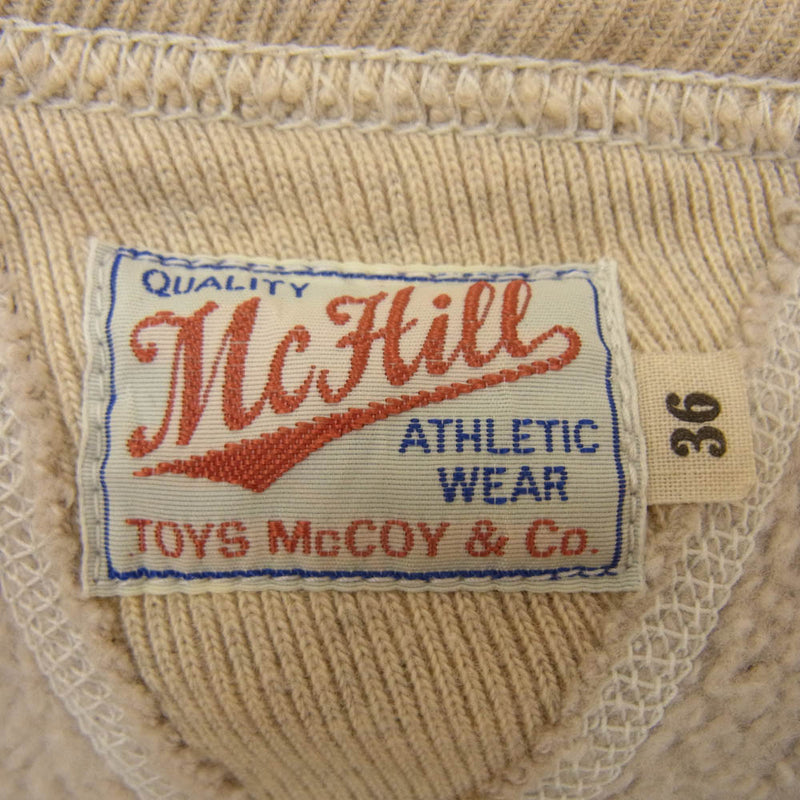 QUALITY
McHill
ATHLETIC
WEAR
TOYS McCOY & Co.
36